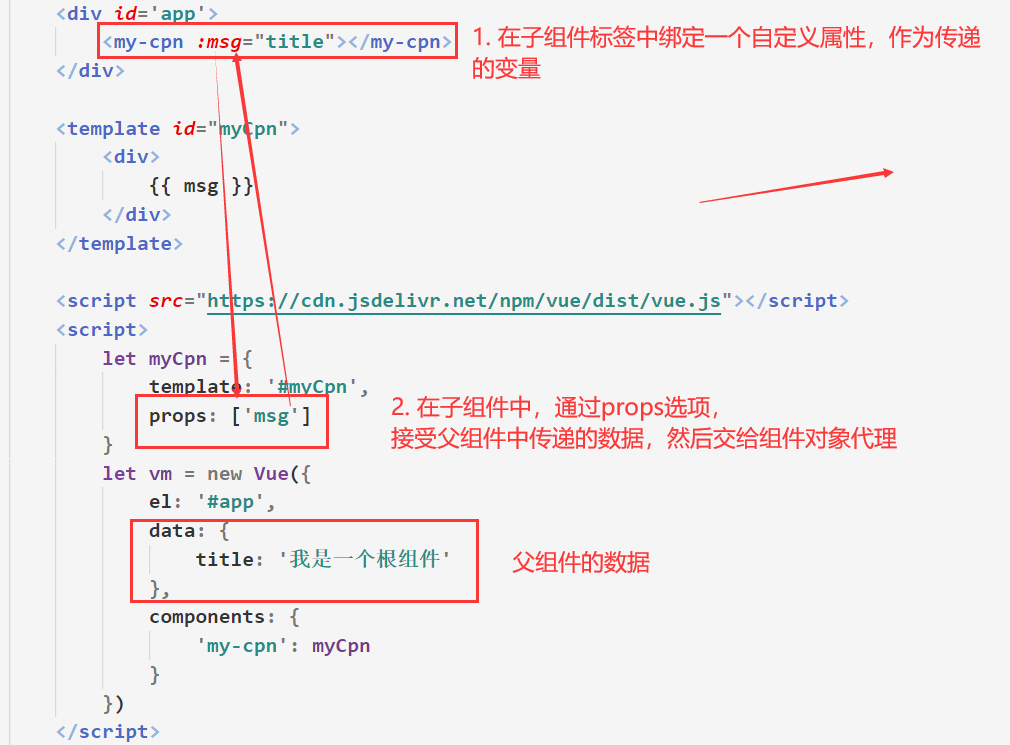 <div id='app'>
<my-cpn :msg="title"></my-cpn>
1. 在子组件标签中绑定一个自定义属性，作为传递
的变量
</div>
<template id="myCpn">
<div>
{{ msg }}
</div>
</template>
<script src="https://cdn.jsdelivr.net/npm/vue/dist/vue.js"></script>
<script>
let myCpn = {
template: '#myCpn',
props: ['msg']
2. 在子组件中，通过props选项，
接受父组件中传递的数据，然后交给组件对象代理
}
let vm = new Vue({
el: '#app',
data: {
title: '我是一个根组件'
父组件的数据
},
components: {
'my-cpn': myCpn
}
})
</script>